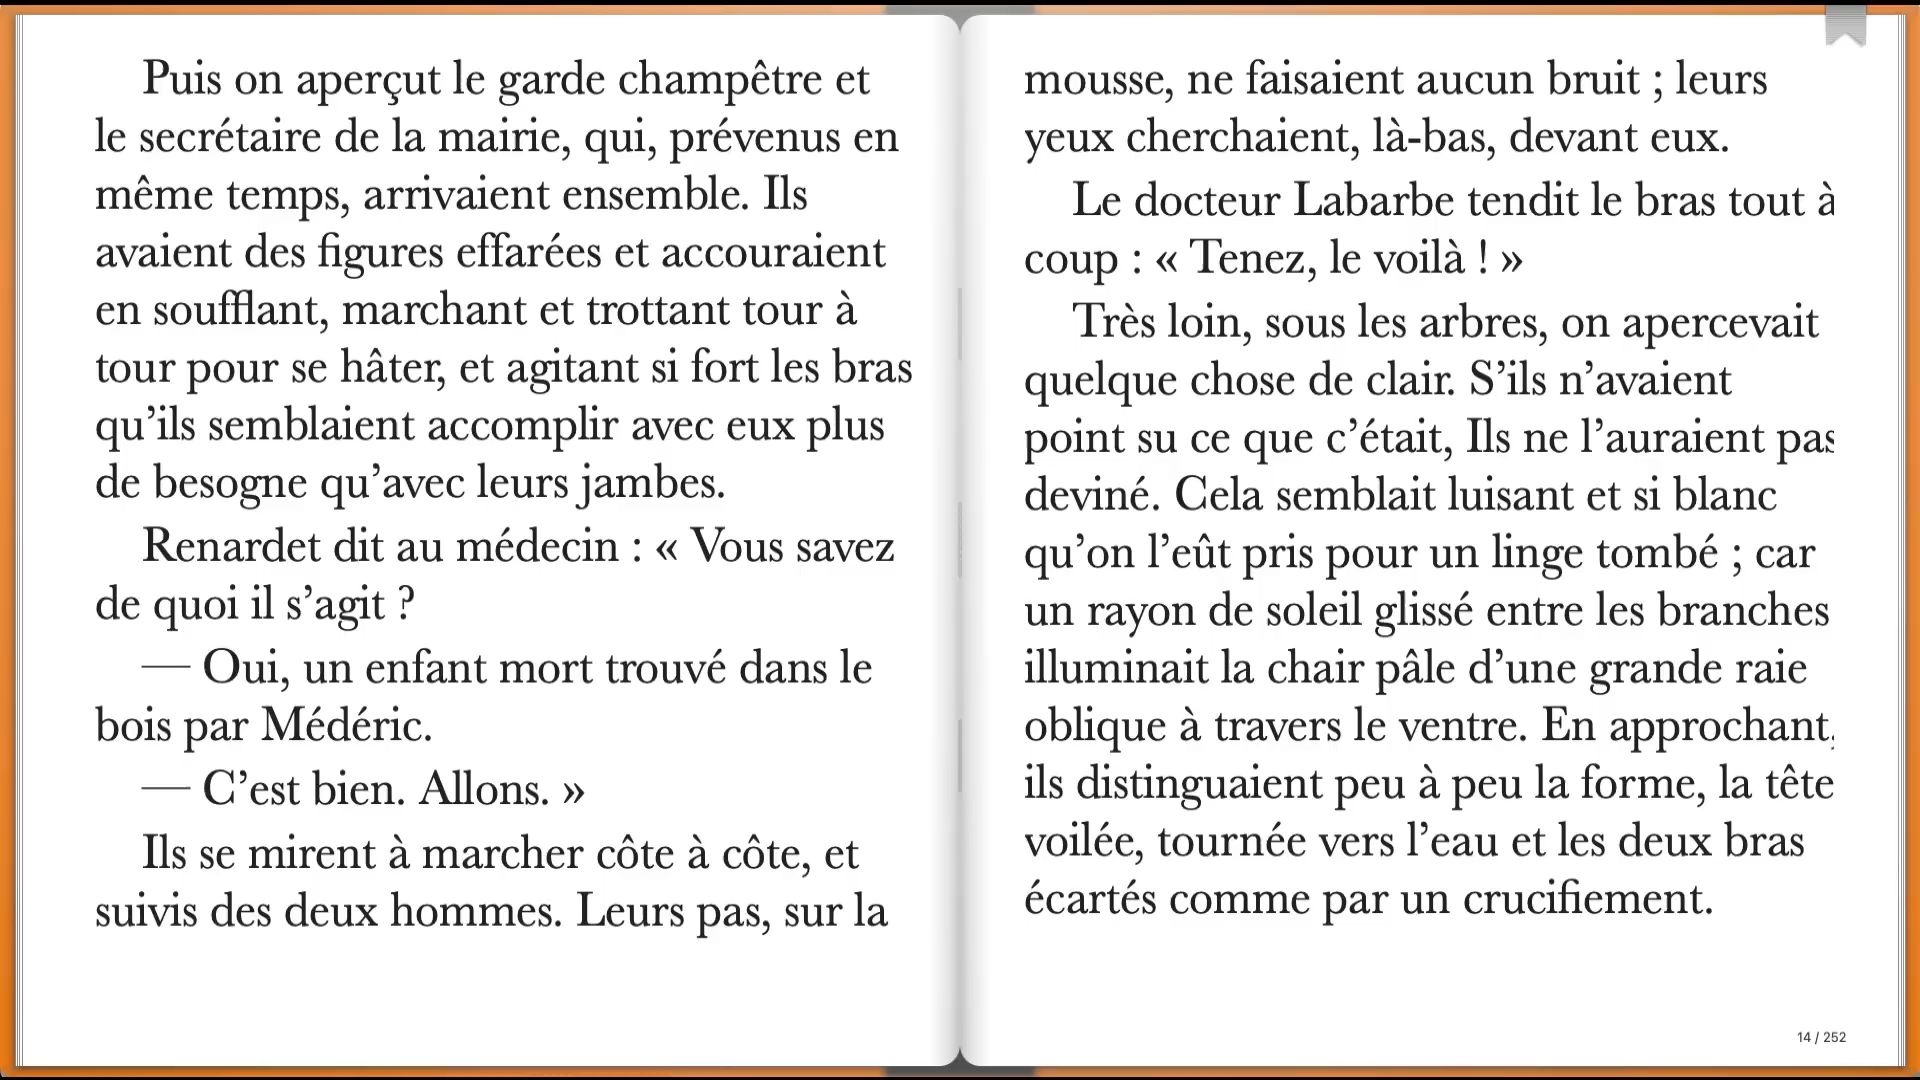 Puis on aperçut le garde champêtre et
le secrétaire de la mairie, qui, prévenus en
même temps, arrivaient ensemble. Ils
avaient des figures effarées et accouraient
en soufflant, marchant et trottant tour à
tour pour se hâter, et agitant si fort les bras
qu’ils semblaient accomplir avec eux plus
de besogne qu’avec leurs jambes.
Renardet dit au médecin : « Vous savez
de quoi il s’agit ?
— Oui, un enfant mort trouvé dans le
bois par Médéric.
— C’est bien. Allons. »
Ils se mirent à marcher côte à côte, et
suivis des deux hommes. Leurs pas, sur la
mousse, ne faisaient aucun bruit ; leurs
yeux cherchaient, là-bas, devant eux.
Le docteur Labarbe tendit le bras tout à
coup : « Tenez, le voilà ! »
Très loin, sous les arbres, on apercevait
quelque chose de clair. S’ils n’avaient
point su ce que c’était, Ils ne l’auraient pas
deviné. Cela semblait luisant et si blanc
qu’on l’eût pris pour un linge tombé ; car
un rayon de soleil glissé entre les branches
illuminait la chair pâle d’une grande raie
oblique à travers le ventre. En approchant,
ils distinguaient peu à peu la forme, la tête
voilée, tournée vers l’eau et les deux bras
écartés comme par un crucifiement.
14 / 252